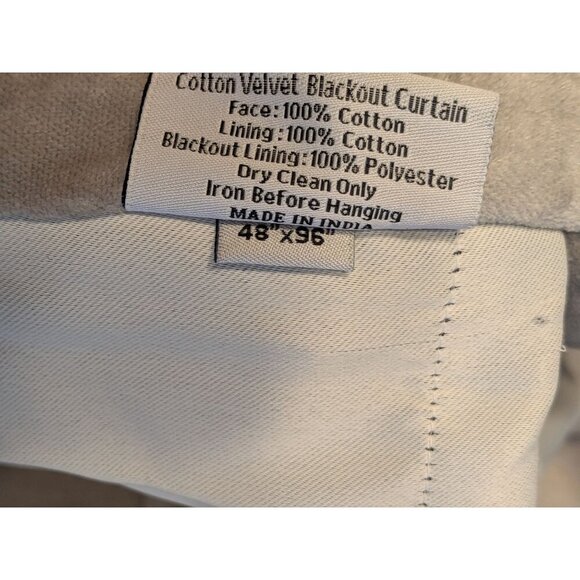 Cotton Velvet Blackout Curtain
Face:100% Cotton
Lining:100% Cotton
Blackout Lining:100% Polyester
Dry Clean Only
Iron Before Hanging
MADE IN INDIA
48"x96"